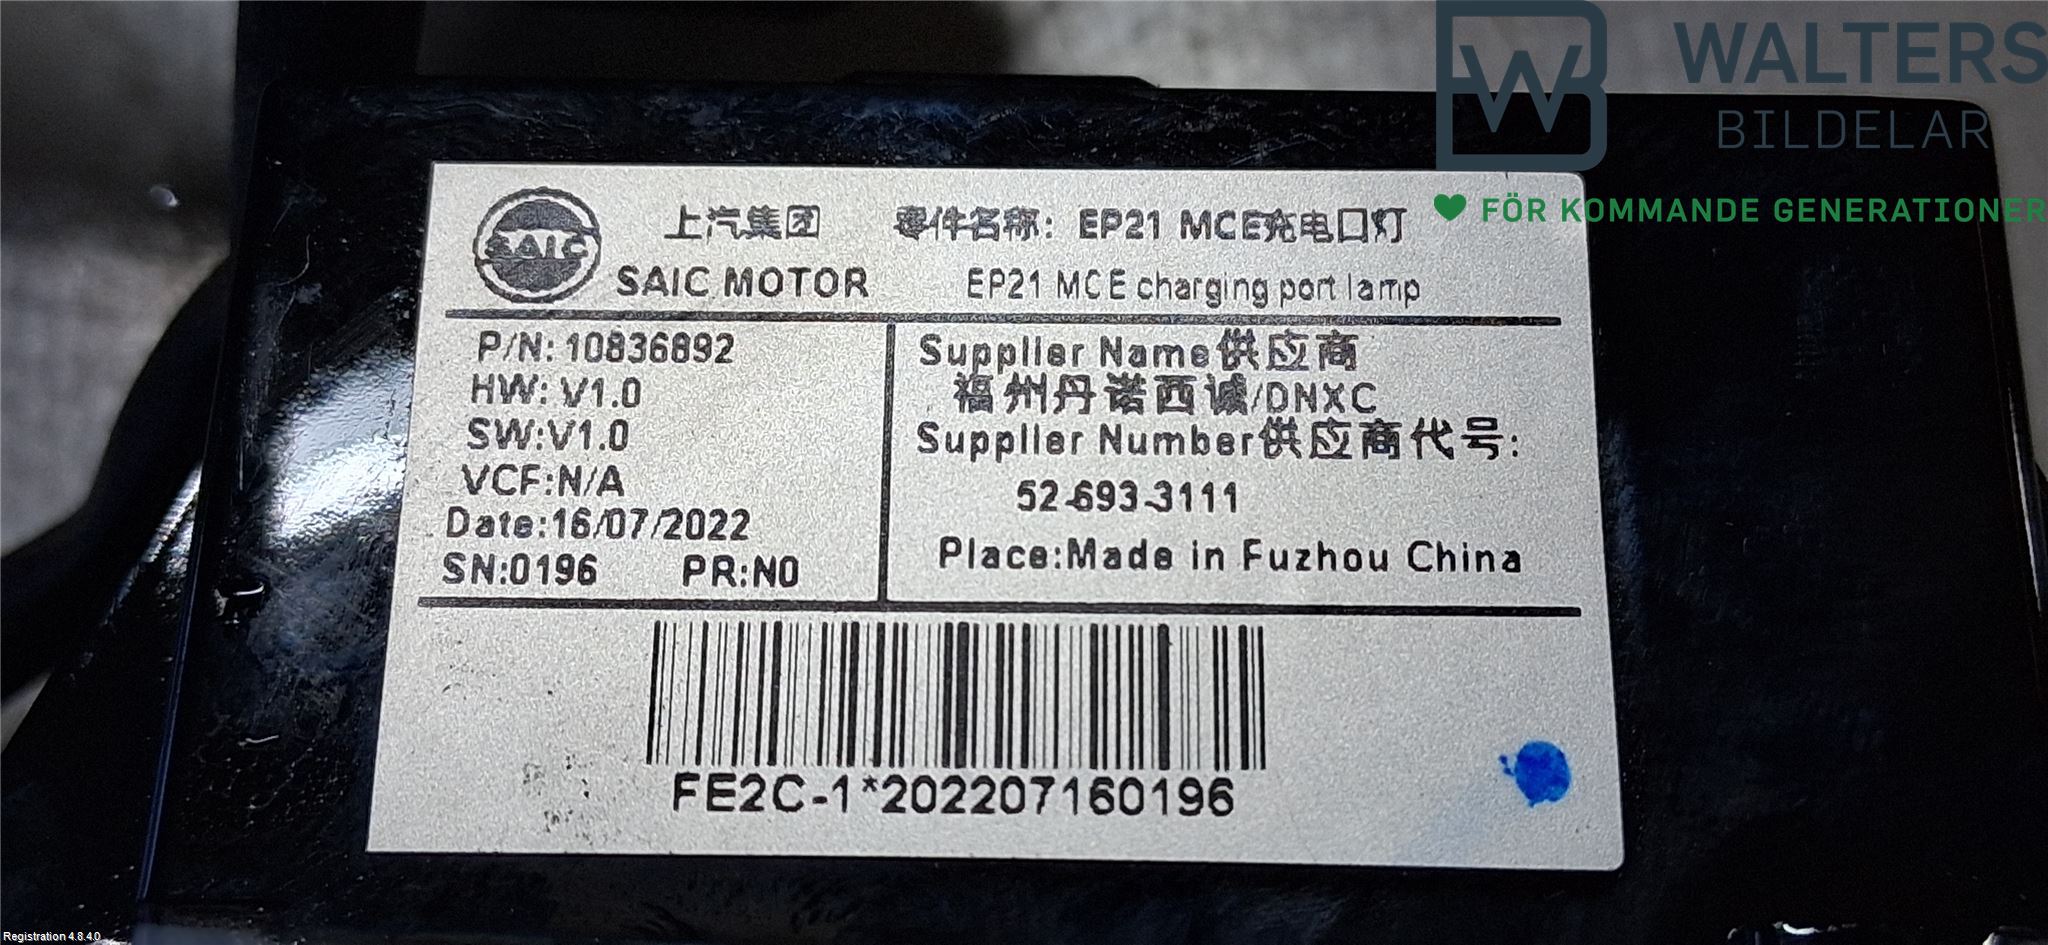 WALTERS
BILDELAR
FÖR KOMMANDE GENERATIONER
SAIC
上汽集团
SAIC MOTOR
零件名称: EP21 MCE充电口灯
EP21 MCE charging port lamp
P/N: 10836892
HW: V1.0
SW:V1.0
VCF:N/A
Date:16/07/2022
SN:0196 PR:N0
Supplier Name供应商
福州丹诺西诚/DNXC
Supplier Number供应商代号:
52-693-3111
Place:Made in Fuzhou China
FE2C-1*202207160196
Registration 4.8.4.0